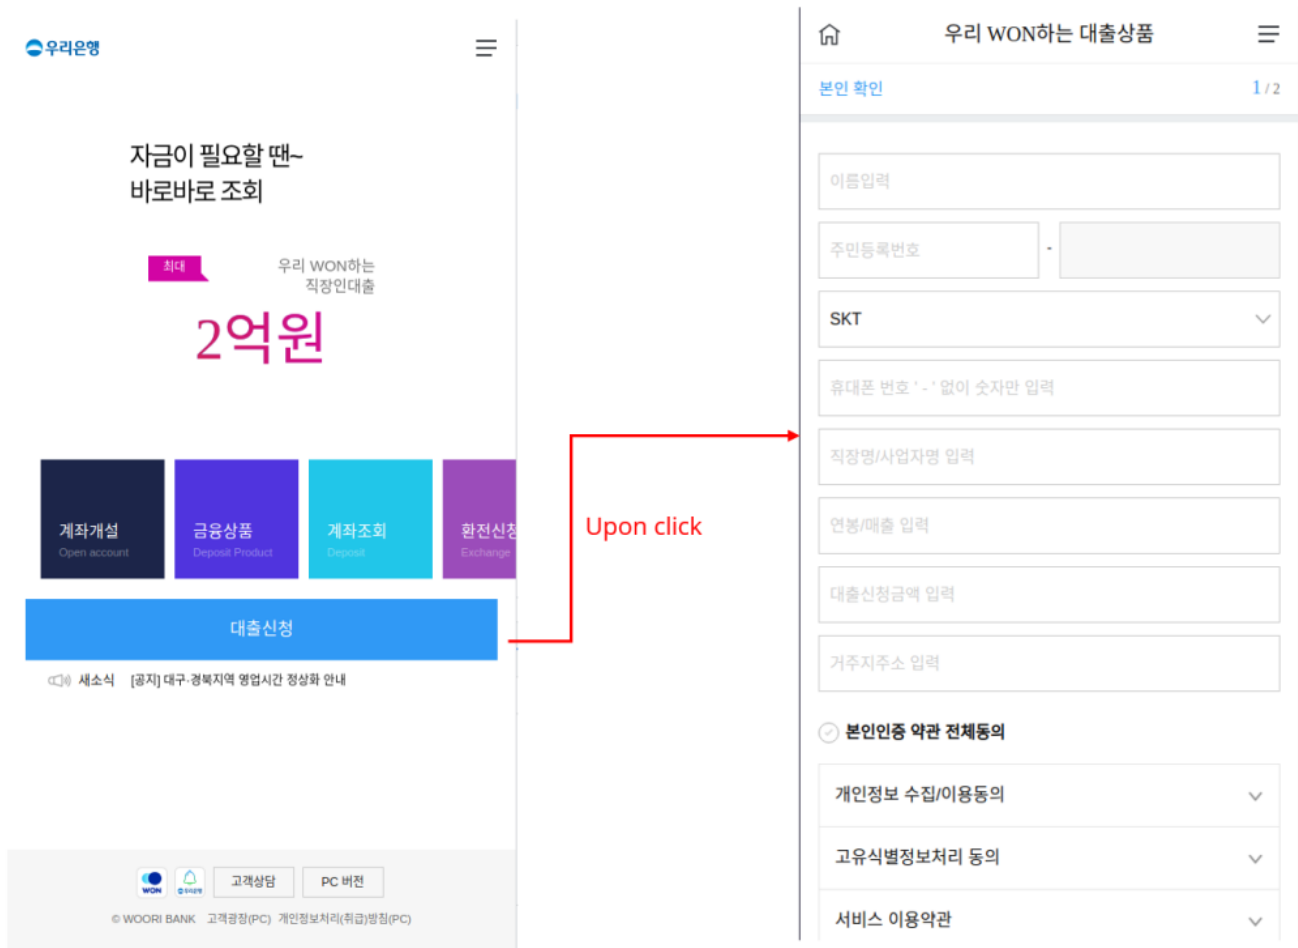 우리은행
자금이 필요할 땐~
바로바로 조회
최대
우리 WON하는
직장인대출
2억원
계좌개설
Open account
금융상품
Deposit Product
계좌조회
Deposit
환전신청
Exchange
대출신청
새소식 [공지] 대구·경북지역 영업시간 정상화 안내
WON
우리은행
고객상담
PC 버전
© WOORI BANK 고객광장(PC) 개인정보처리(취급)방침(PC)
Upon click
우리 WON하는 대출상품
본인 확인
1 / 2
이름입력
주민등록번호
-
SKT
휴대폰 번호 ' - ' 없이 숫자만 입력
직장명/사업자명 입력
연봉/매출 입력
대출신청금액 입력
거주지주소 입력
본인인증 약관 전체동의
개인정보 수집/이용동의
고유식별정보처리 동의
서비스 이용약관